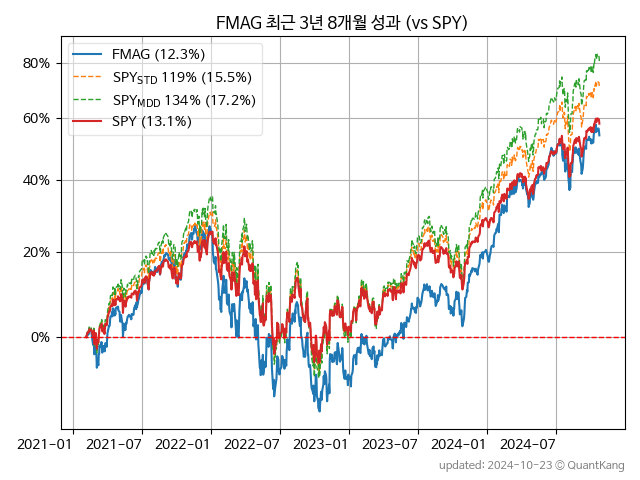 FMAG 최근 3년 8개월 성과 (vs SPY)
FMAG (12.3%)
SPY_STD 119% (15.5%)
SPY_MDD 134% (17.2%)
SPY (13.1%)
80%
60%
40%
20%
0%
2021-01 2021-07 2022-01 2022-07 2023-01 2023-07 2024-01 2024-07
updated: 2024-10-23 © QuantKang